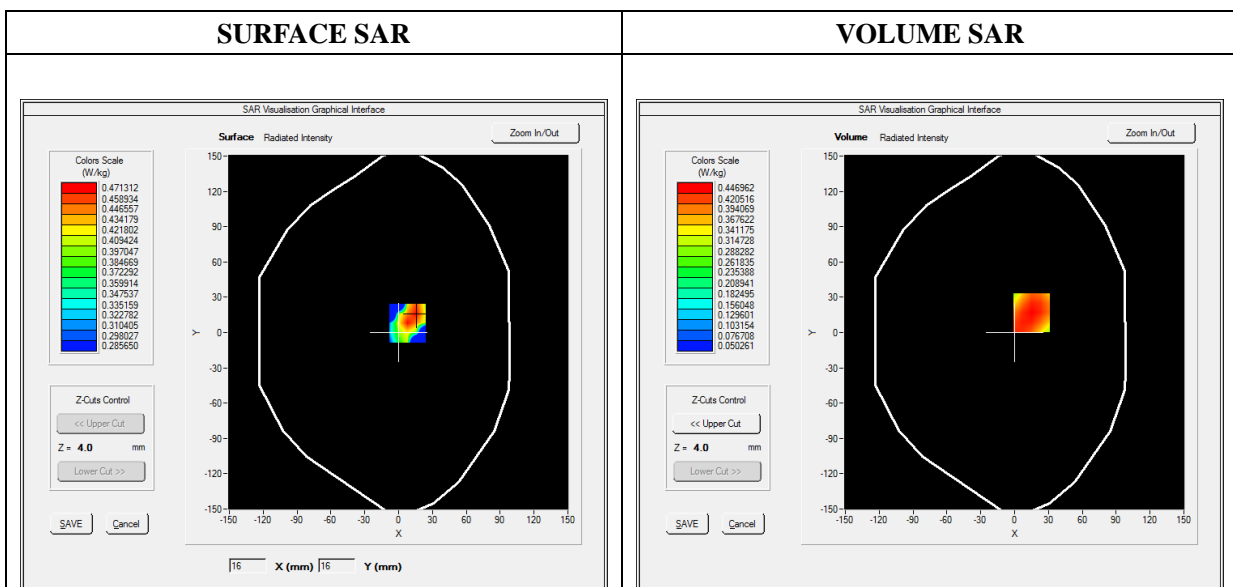 SURFACE SAR
VOLUME SAR
SAR Visualisation Graphical Interface
Surface Radiated Intensity
Zoom In/Out
Colors Scale
(W/kg)
0.471312
0.458934
0.446557
0.434179
0.421802
0.409424
0.397047
0.384669
0.372292
0.359914
0.347537
0.335159
0.322782
0.310405
0.298027
0.285650
150
120
90
60
30
0
-30
-60
-90
-120
-150
Y
-150 -120 -90 -60 -30 0 30 60 90 120 150
X
Z-Cuts Control
<< Upper Cut
Z = 4.0 mm
Lower Cut >>
SAVE Cancel
16 X (mm) 16 Y (mm)
SAR Visualisation Graphical Interface
Volume Radiated Intensity
Zoom In/Out
Colors Scale
(W/kg)
0.446962
0.420516
0.394069
0.367622
0.341175
0.314728
0.288282
0.261835
0.235388
0.208941
0.182495
0.156048
0.129601
0.103154
0.076708
0.050261
150
120
90
60
30
0
-30
-60
-90
-120
-150
Y
-150 -120 -90 -60 -30 0 30 60 90 120 150
X
Z-Cuts Control
<< Upper Cut
Z = 4.0 mm
Lower Cut >>
SAVE Cancel